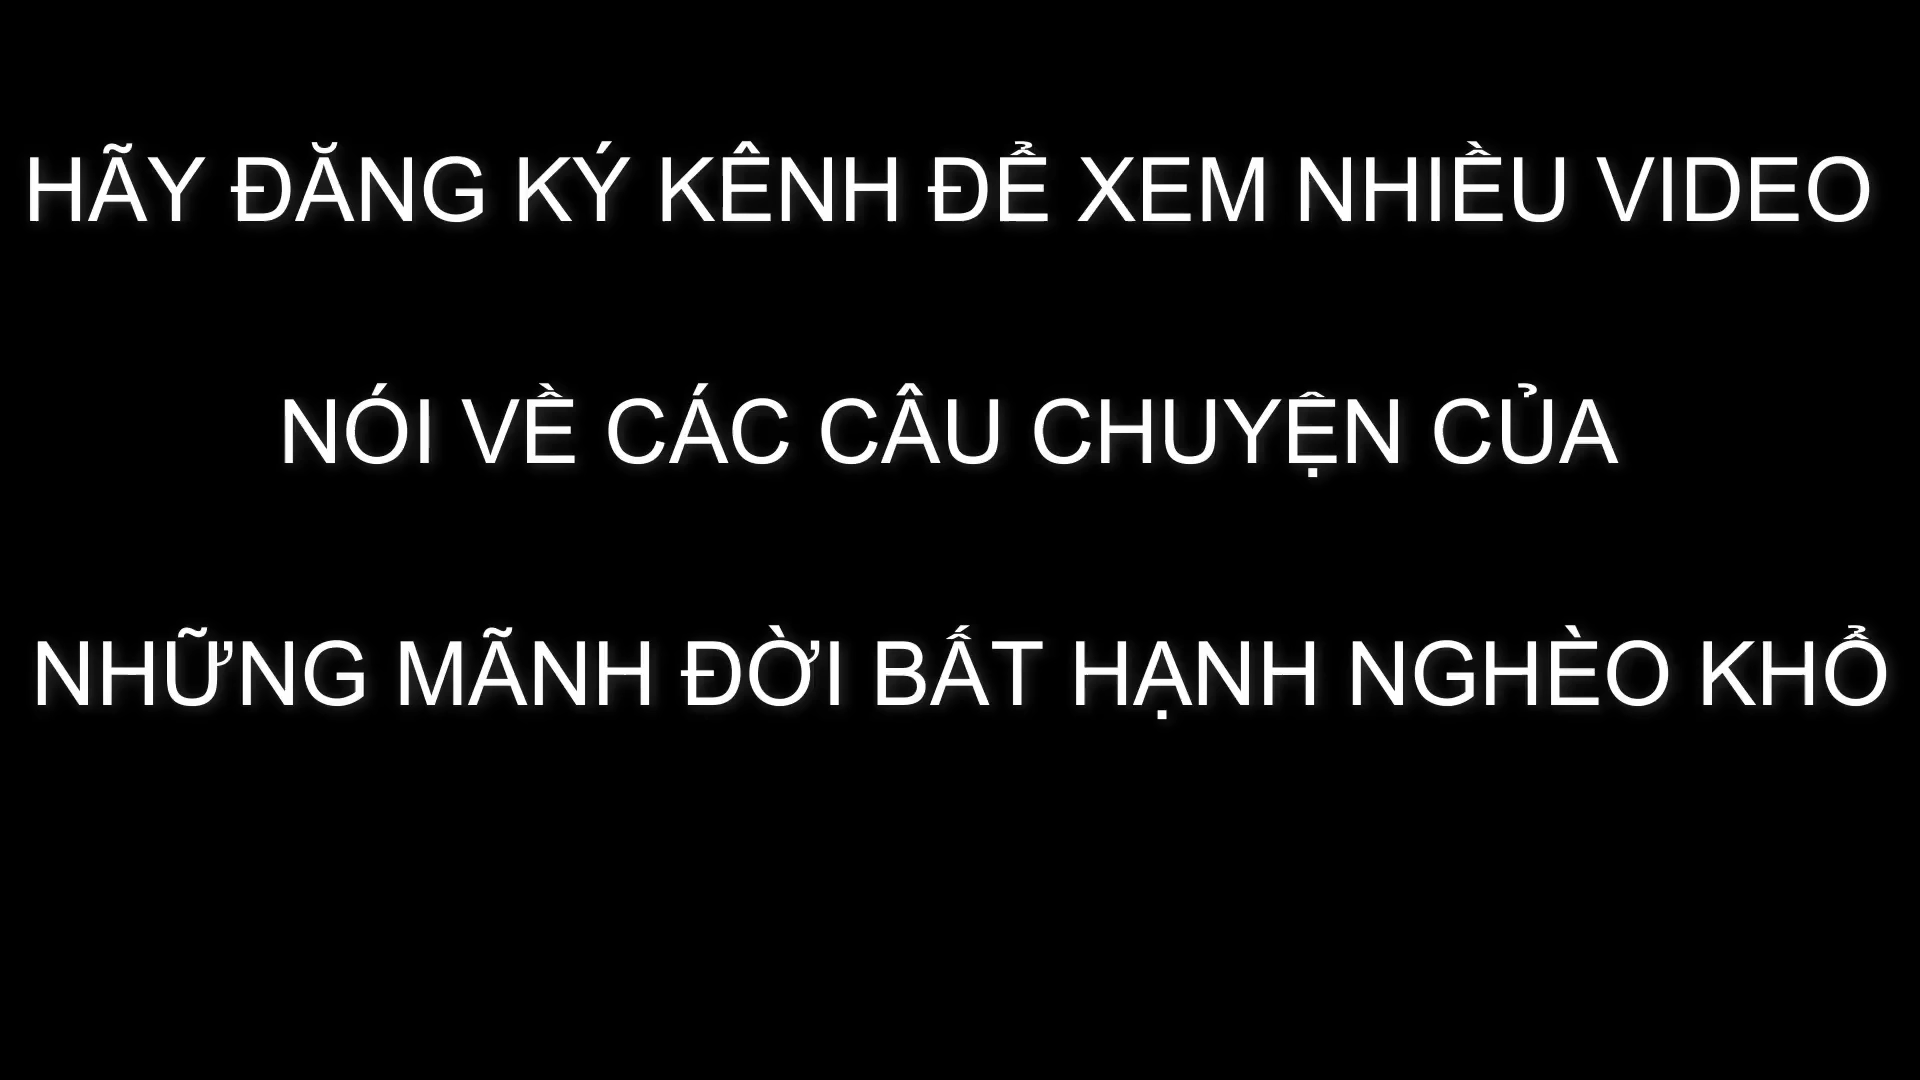 HÃY ĐĂNG KÝ KÊNH ĐỂ XEM NHIỀU VIDEO
NÓI VỀ CÁC CÂU CHUYỆN CỦA
NHỮNG MÃNH ĐỜI BẤT HẠNH NGHÈO KHỔ